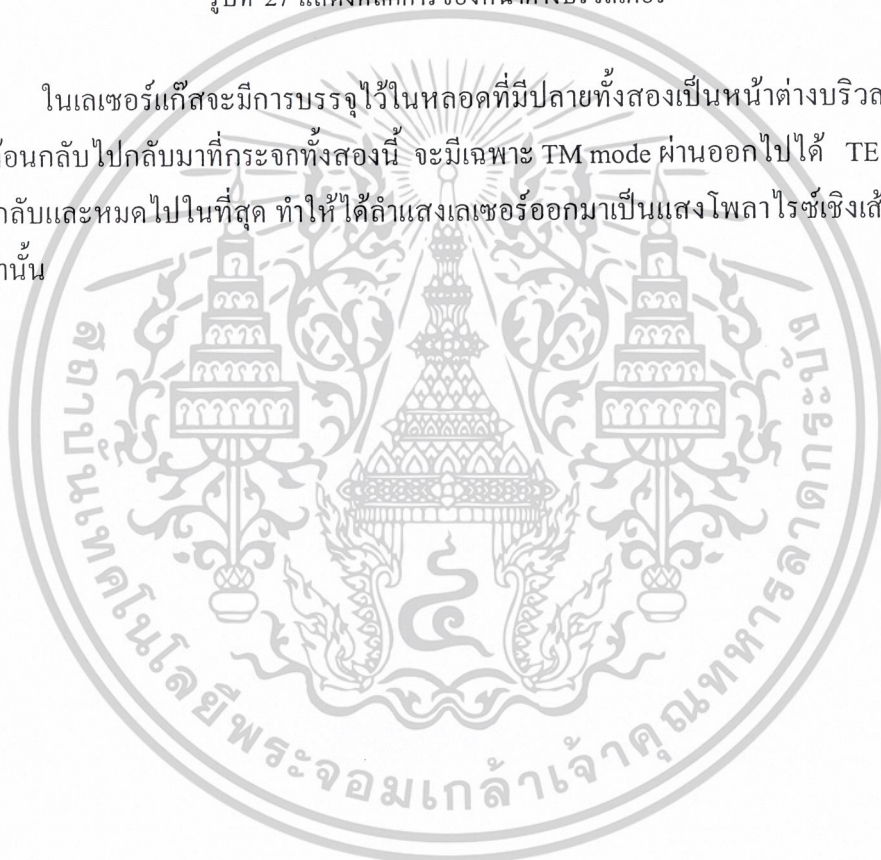 ในเลเซอร์แก๊สจะมีการบรรจุไว้ในหลอดที่มีปลายทั้งสองเป็นหน้าต่างบริวส
้อนกลับไปกลับมาที่กระจกทั้งสองนี้ จะมีเฉพาะ TM mode ผ่านออกไปได้ TE
กลับและหมดไปในที่สุด ทำให้ได้ลำแสงเลเซอร์ออกมาเป็นแสงโพลาไรซ์เชิงเส้
านั้น
สถาบันเทคโนโลยีพระจอมเกล้าเจ้าคุณทหารลาดกระบัง